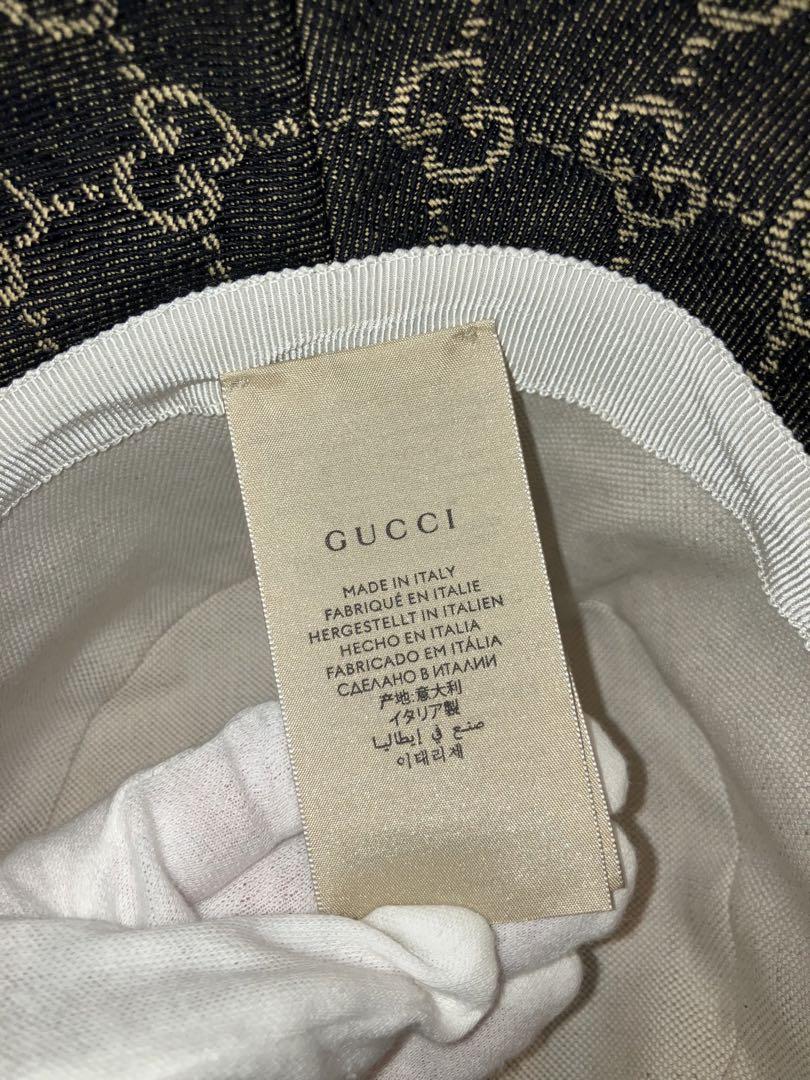 GUCCI
MADE IN ITALY
FABRIQUÉ EN ITALIE
HERGESTELLT IN ITALIEN
HECHO EN ITALIA
FABRICADO EM ITÁLIA
СДЕЛАНО В ИТАЛИИ
产地:意大利
イタリア製
صنع في إيطاليا
이태리제